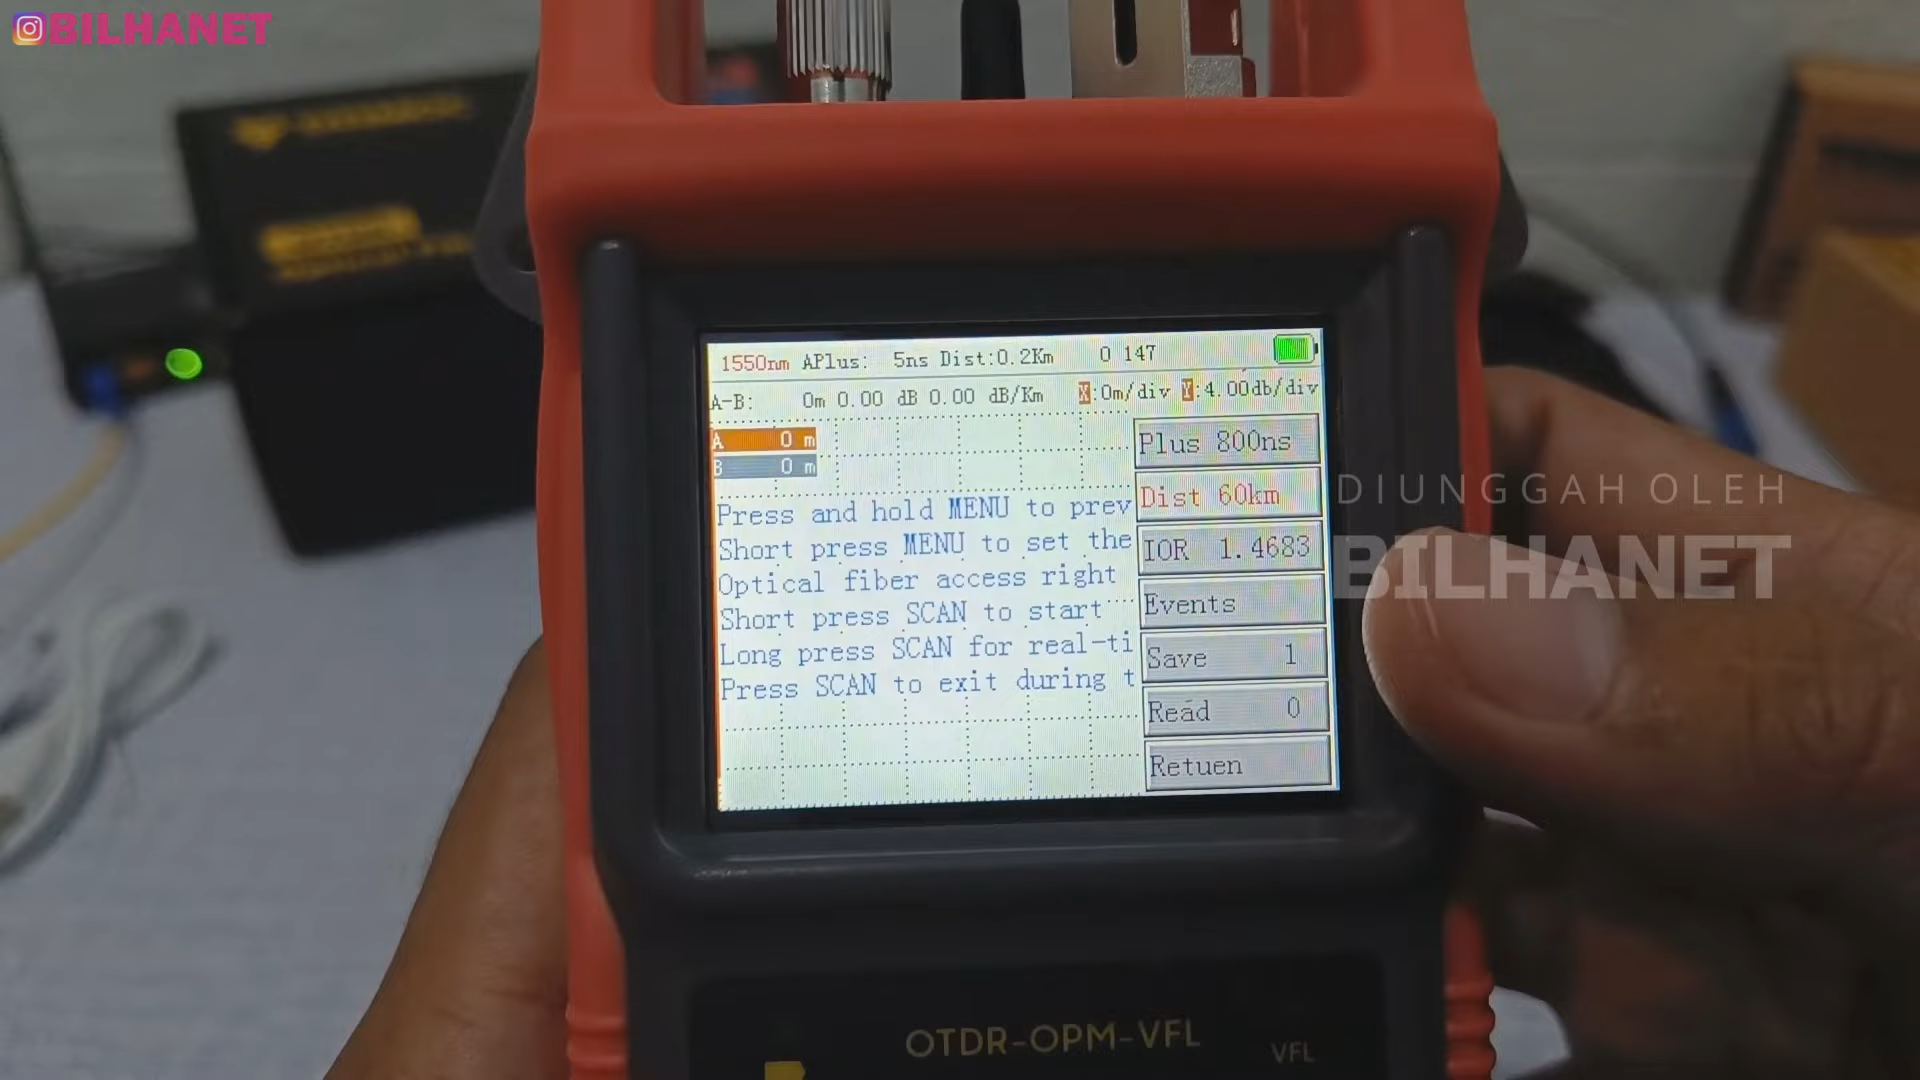 BILHANET
1550nm APlus: 5ns Dist:0.2Km 0 147
A-B: 0m 0.00 dB 0.00 dB/Km X:0m/div Y:4.00db/div
A 0 m
B 0 m
Press and hold MENU to prev
Short press MENU to set the
Optical fiber access right
Short press SCAN to start
Long press SCAN for real-ti
Press SCAN to exit during t
Plus 800ns
Dist 60km
IOR 1.4683
Events
Save 1
Read 0
Retuen
DIUNGGAH OLEH
BILHANET
OTDR-OPM-VFL
VFL